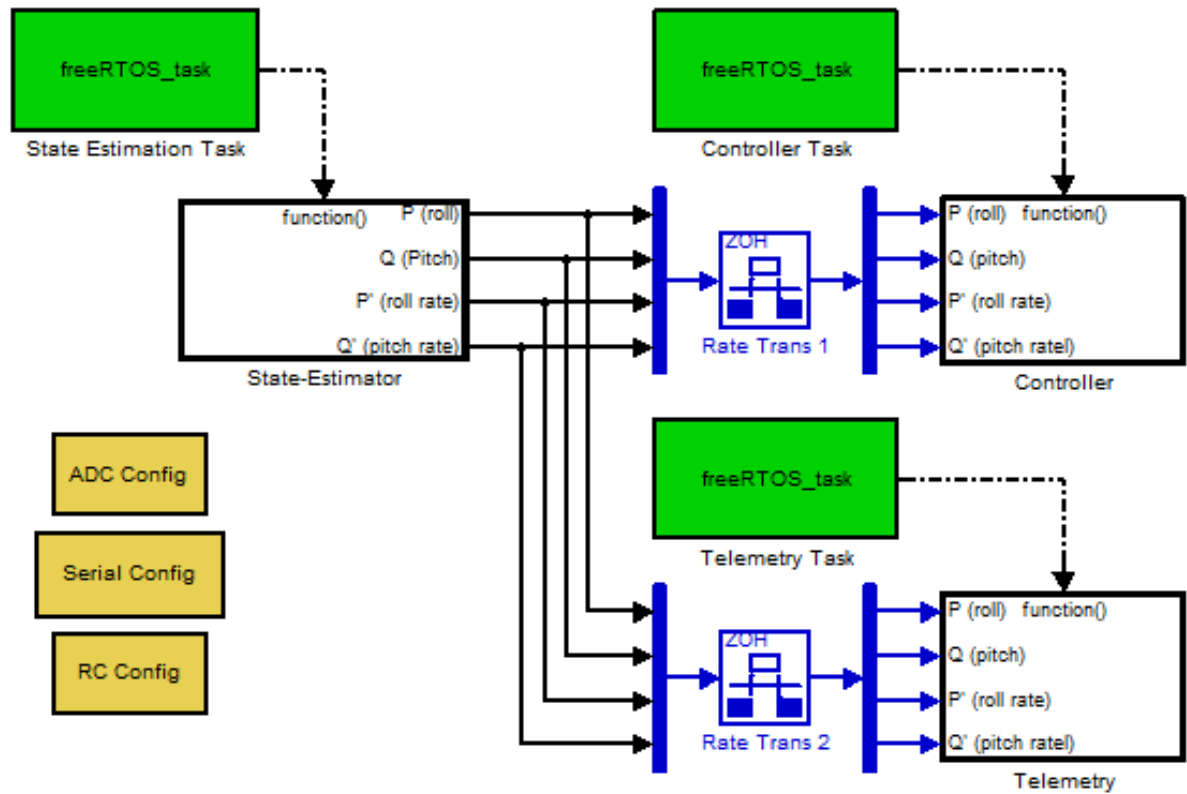 freeRTOS_task
State Estimation Task
freeRTOS_task
Controller Task
function()
P (roll)
Q (Pitch)
P' (roll rate)
Q' (pitch rate)
State-Estimator
ZOH
Rate Trans 1
P (roll) function()
Q (pitch)
P' (roll rate)
Q' (pitch ratel)
Controller
ADC Config
Serial Config
RC Config
freeRTOS_task
Telemetry Task
ZOH
Rate Trans 2
P (roll) function()
Q (pitch)
P' (roll rate)
Q' (pitch ratel)
Telemetry